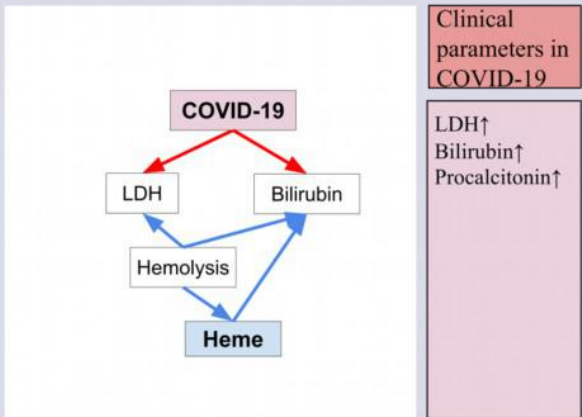 COVID-19
LDH
Bilirubin
Hemolysis
Heme
Clinical
parameters in
COVID-19
LDH↑
Bilirubin↑
Procalcitonin↑